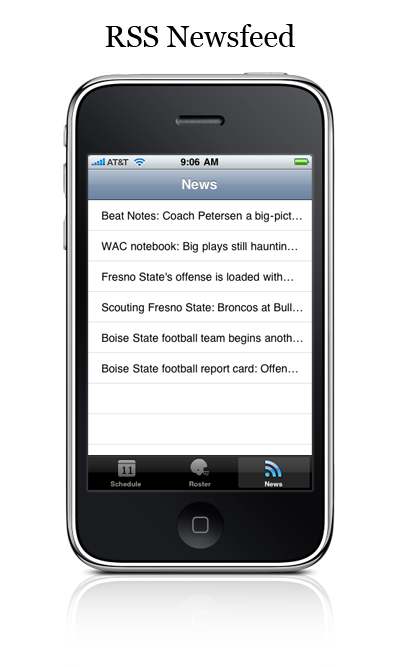 RSS Newsfeed
AT&T 9:06 AM
News
Beat Notes: Coach Petersen a big-pict...
WAC notebook: Big plays still hauntin...
Fresno State's offense is loaded with...
Scouting Fresno State: Broncos at Bull...
Boise State football team begins anoth...
Boise State football report card: Offen...
11
Schedule Roster News